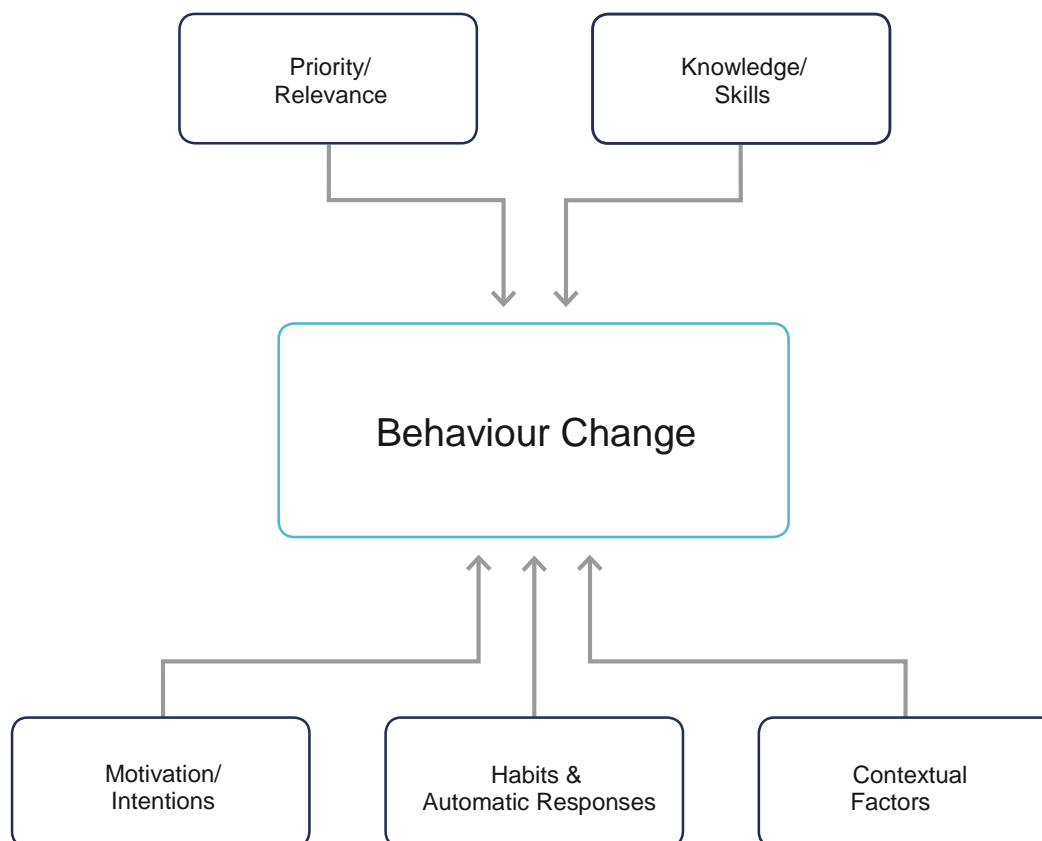 Priority/
Relevance
Knowledge/
Skills
Behaviour Change
Motivation/
Intentions
Habits &
Automatic Responses
Contextual
Factors